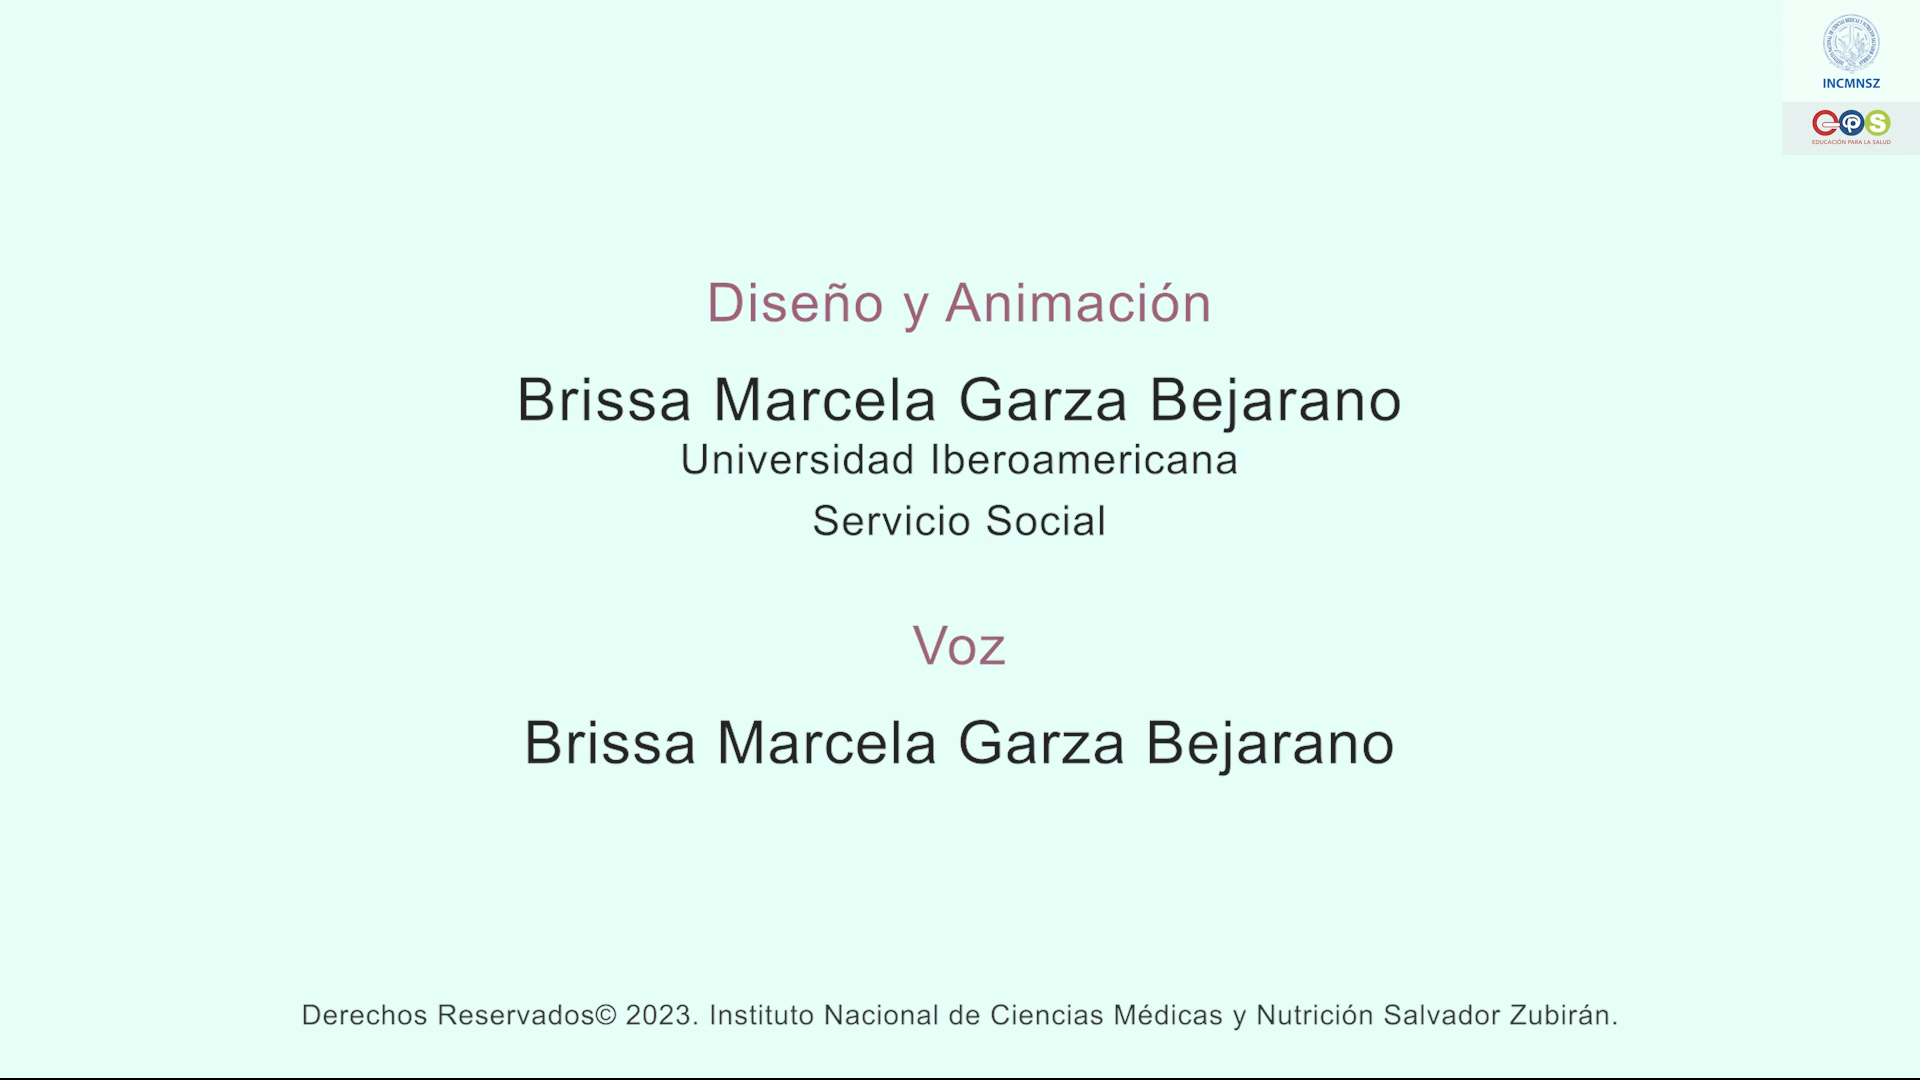 INCMNSZ
eps
EDUCACIÓN PARA LA SALUD
Diseño y Animación
Brissa Marcela Garza Bejarano
Universidad Iberoamericana
Servicio Social
Voz
Brissa Marcela Garza Bejarano
Derechos Reservados© 2023. Instituto Nacional de Ciencias Médicas y Nutrición Salvador Zubirán.